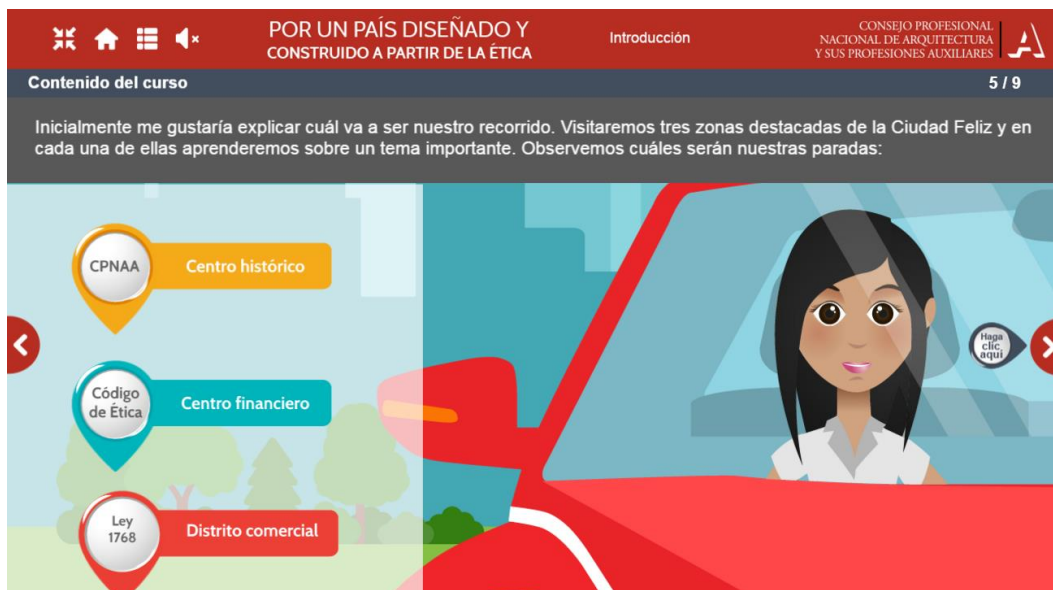 POR UN PAÍS DISEÑADO Y
CONSTRUIDO A PARTIR DE LA ÉTICA
Introducción
CONSEJO PROFESIONAL
NACIONAL DE ARQUITECTURA
Y SUS PROFESIONES AUXILIARES
Contenido del curso
5 / 9
Inicialmente me gustaría explicar cuál va a ser nuestro recorrido. Visitaremos tres zonas destacadas de la Ciudad Feliz y en
cada una de ellas aprenderemos sobre un tema importante. Observemos cuáles serán nuestras paradas:
CPNAA
Centro histórico
Haga
clic
aquí
Código
de Ética
Centro financiero
Ley
1768
Distrito comercial